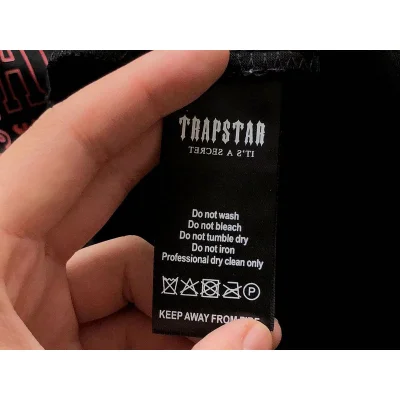 TRAPSTAR
IT'S A SECRET
Do not wash
Do not bleach
Do not tumble dry
Do not iron
Professional dry clean only
P
KEEP AWAY FROM FIRE